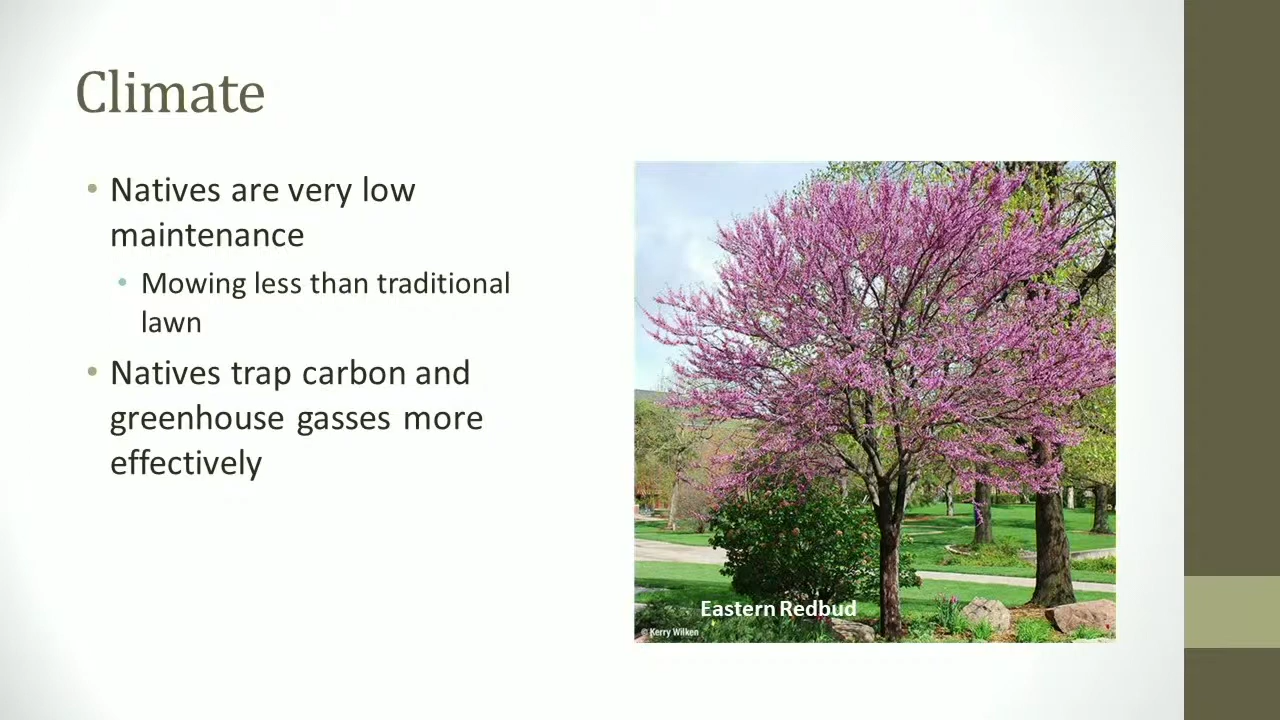 Climate
• Natives are very low
maintenance
• Mowing less than traditional
lawn
• Natives trap carbon and
greenhouse gasses more
effectively
Eastern Redbud
© Kerry Wilken